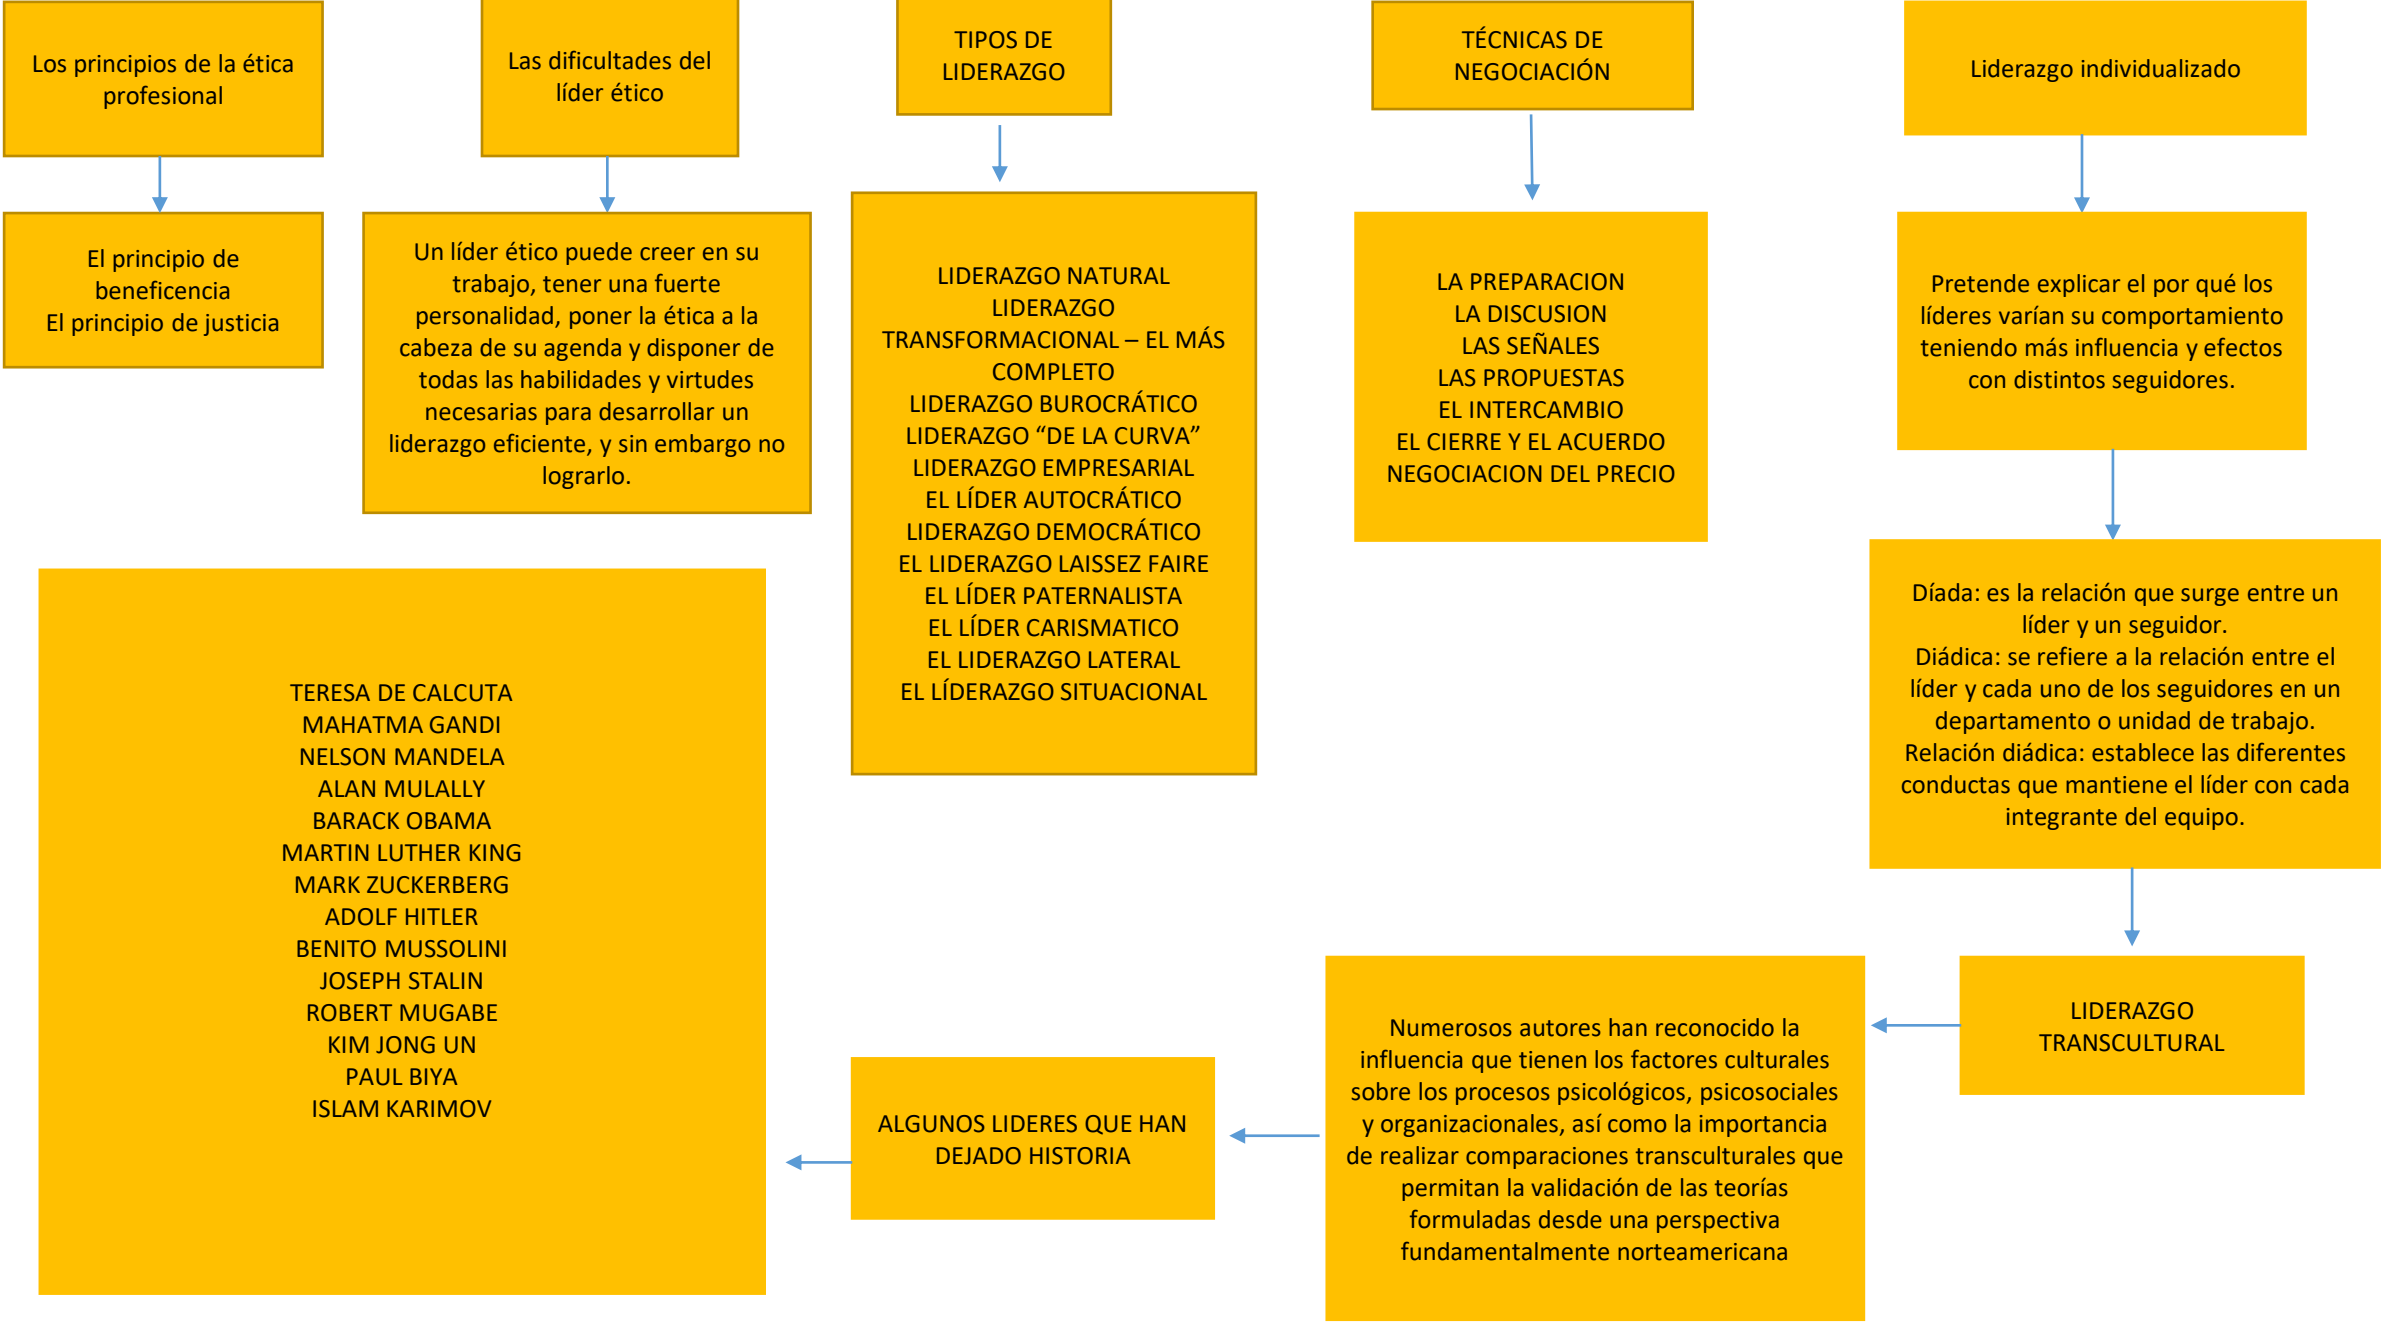 Los principios de la ética
profesional
Las dificultades del
líder ético
TIPOS DE
LIDERAZGO
TÉCNICAS DE
NEGOCIACIÓN
Liderazgo individualizado
El principio de
beneficencia
El principio de justicia
Un líder ético puede creer en su
trabajo, tener una fuerte
personalidad, poner la ética a la
cabeza de su agenda y disponer de
todas las habilidades y virtudes
necesarias para desarrollar un
liderazgo eficiente, y sin embargo no
lograrlo.
LIDERAZGO NATURAL
LIDERAZGO
TRANSFORMACIONAL – EL MÁS
COMPLETO
LIDERAZGO BUROCRÁTICO
LIDERAZGO “DE LA CURVA”
LIDERAZGO EMPRESARIAL
EL LÍDER AUTOCRÁTICO
LIDERAZGO DEMOCRÁTICO
EL LIDERAZGO LAISSEZ FAIRE
EL LÍDER PATERNALISTA
EL LÍDER CARISMATICO
EL LIDERAZGO LATERAL
EL LÍDERAZGO SITUACIONAL
LA PREPARACION
LA DISCUSION
LAS SEÑALES
LAS PROPUESTAS
EL INTERCAMBIO
EL CIERRE Y EL ACUERDO
NEGOCIACION DEL PRECIO
Pretende explicar el por qué los
líderes varían su comportamiento
teniendo más influencia y efectos
con distintos seguidores.
Díada: es la relación que surge entre un
líder y un seguidor.
Diádica: se refiere a la relación entre el
líder y cada uno de los seguidores en un
departamento o unidad de trabajo.
Relación diádica: establece las diferentes
conductas que mantiene el líder con cada
integrante del equipo.
LIDERAZGO
TRANSCULTURAL
Numerosos autores han reconocido la
influencia que tienen los factores culturales
sobre los procesos psicológicos, psicosociales
y organizacionales, así como la importancia
de realizar comparaciones transculturales que
permitan la validación de las teorías
formuladas desde una perspectiva
fundamentalmente norteamericana
ALGUNOS LIDERES QUE HAN
DEJADO HISTORIA
TERESA DE CALCUTA
MAHATMA GANDI
NELSON MANDELA
ALAN MULALLY
BARACK OBAMA
MARTIN LUTHER KING
MARK ZUCKERBERG
ADOLF HITLER
BENITO MUSSOLINI
JOSEPH STALIN
ROBERT MUGABE
KIM JONG UN
PAUL BIYA
ISLAM KARIMOV